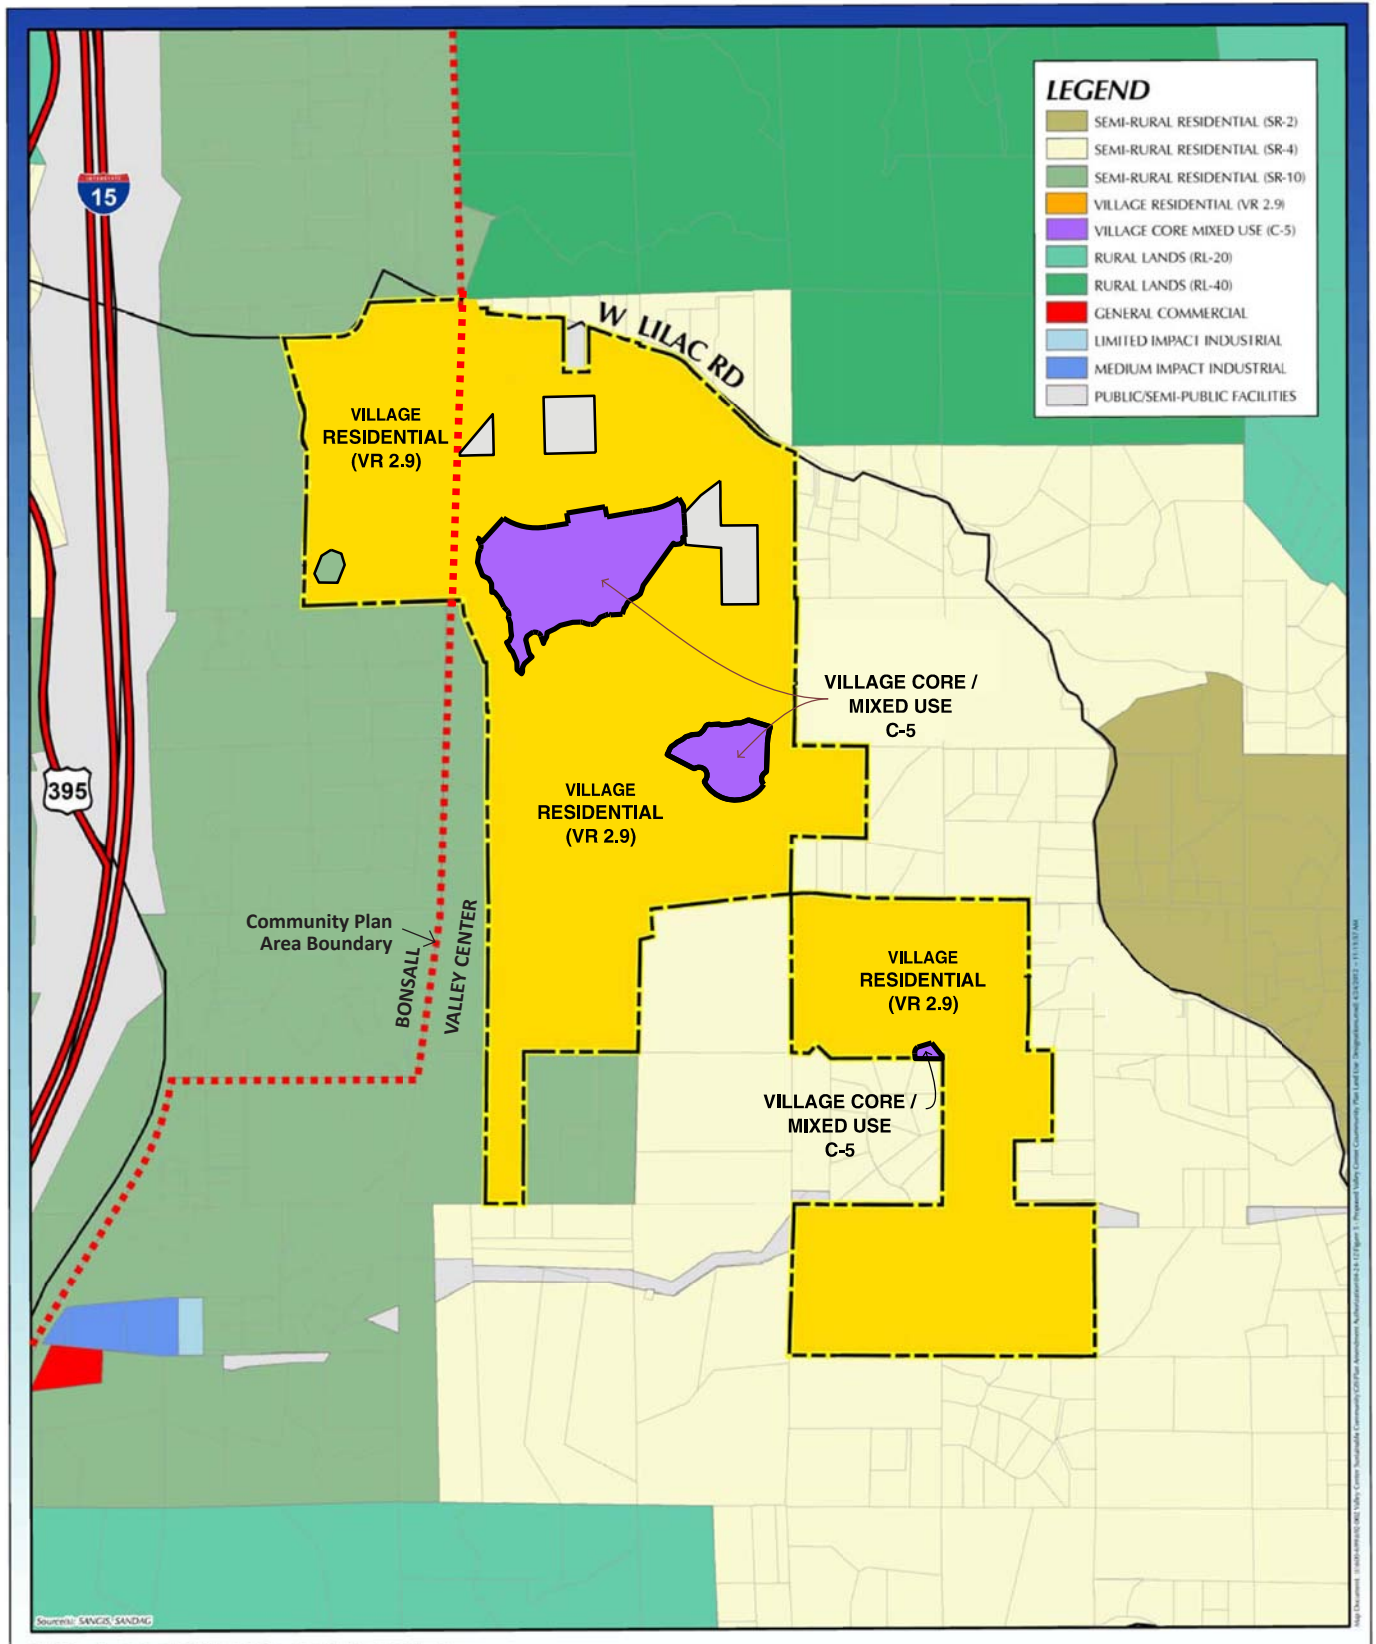 LEGEND
SEMI-RURAL RESIDENTIAL (SR-2)
SEMI-RURAL RESIDENTIAL (SR-4)
SEMI-RURAL RESIDENTIAL (SR-10)
VILLAGE RESIDENTIAL (VR 2.9)
VILLAGE CORE MIXED USE (C-5)
RURAL LANDS (RL-20)
RURAL LANDS (RL-40)
GENERAL COMMERCIAL
LIMITED IMPACT INDUSTRIAL
MEDIUM IMPACT INDUSTRIAL
PUBLIC/SEMI-PUBLIC FACILITIES
INTERSTATE
15
W LILAC RD
VILLAGE
RESIDENTIAL
(VR 2.9)
VILLAGE CORE /
MIXED USE
C-5
395
VILLAGE
RESIDENTIAL
(VR 2.9)
Community Plan
Area Boundary
BONSALL
VALLEY CENTER
VILLAGE
RESIDENTIAL
(VR 2.9)
VILLAGE CORE /
MIXED USE
C-5
Source(s): SANGIS, SANDAG